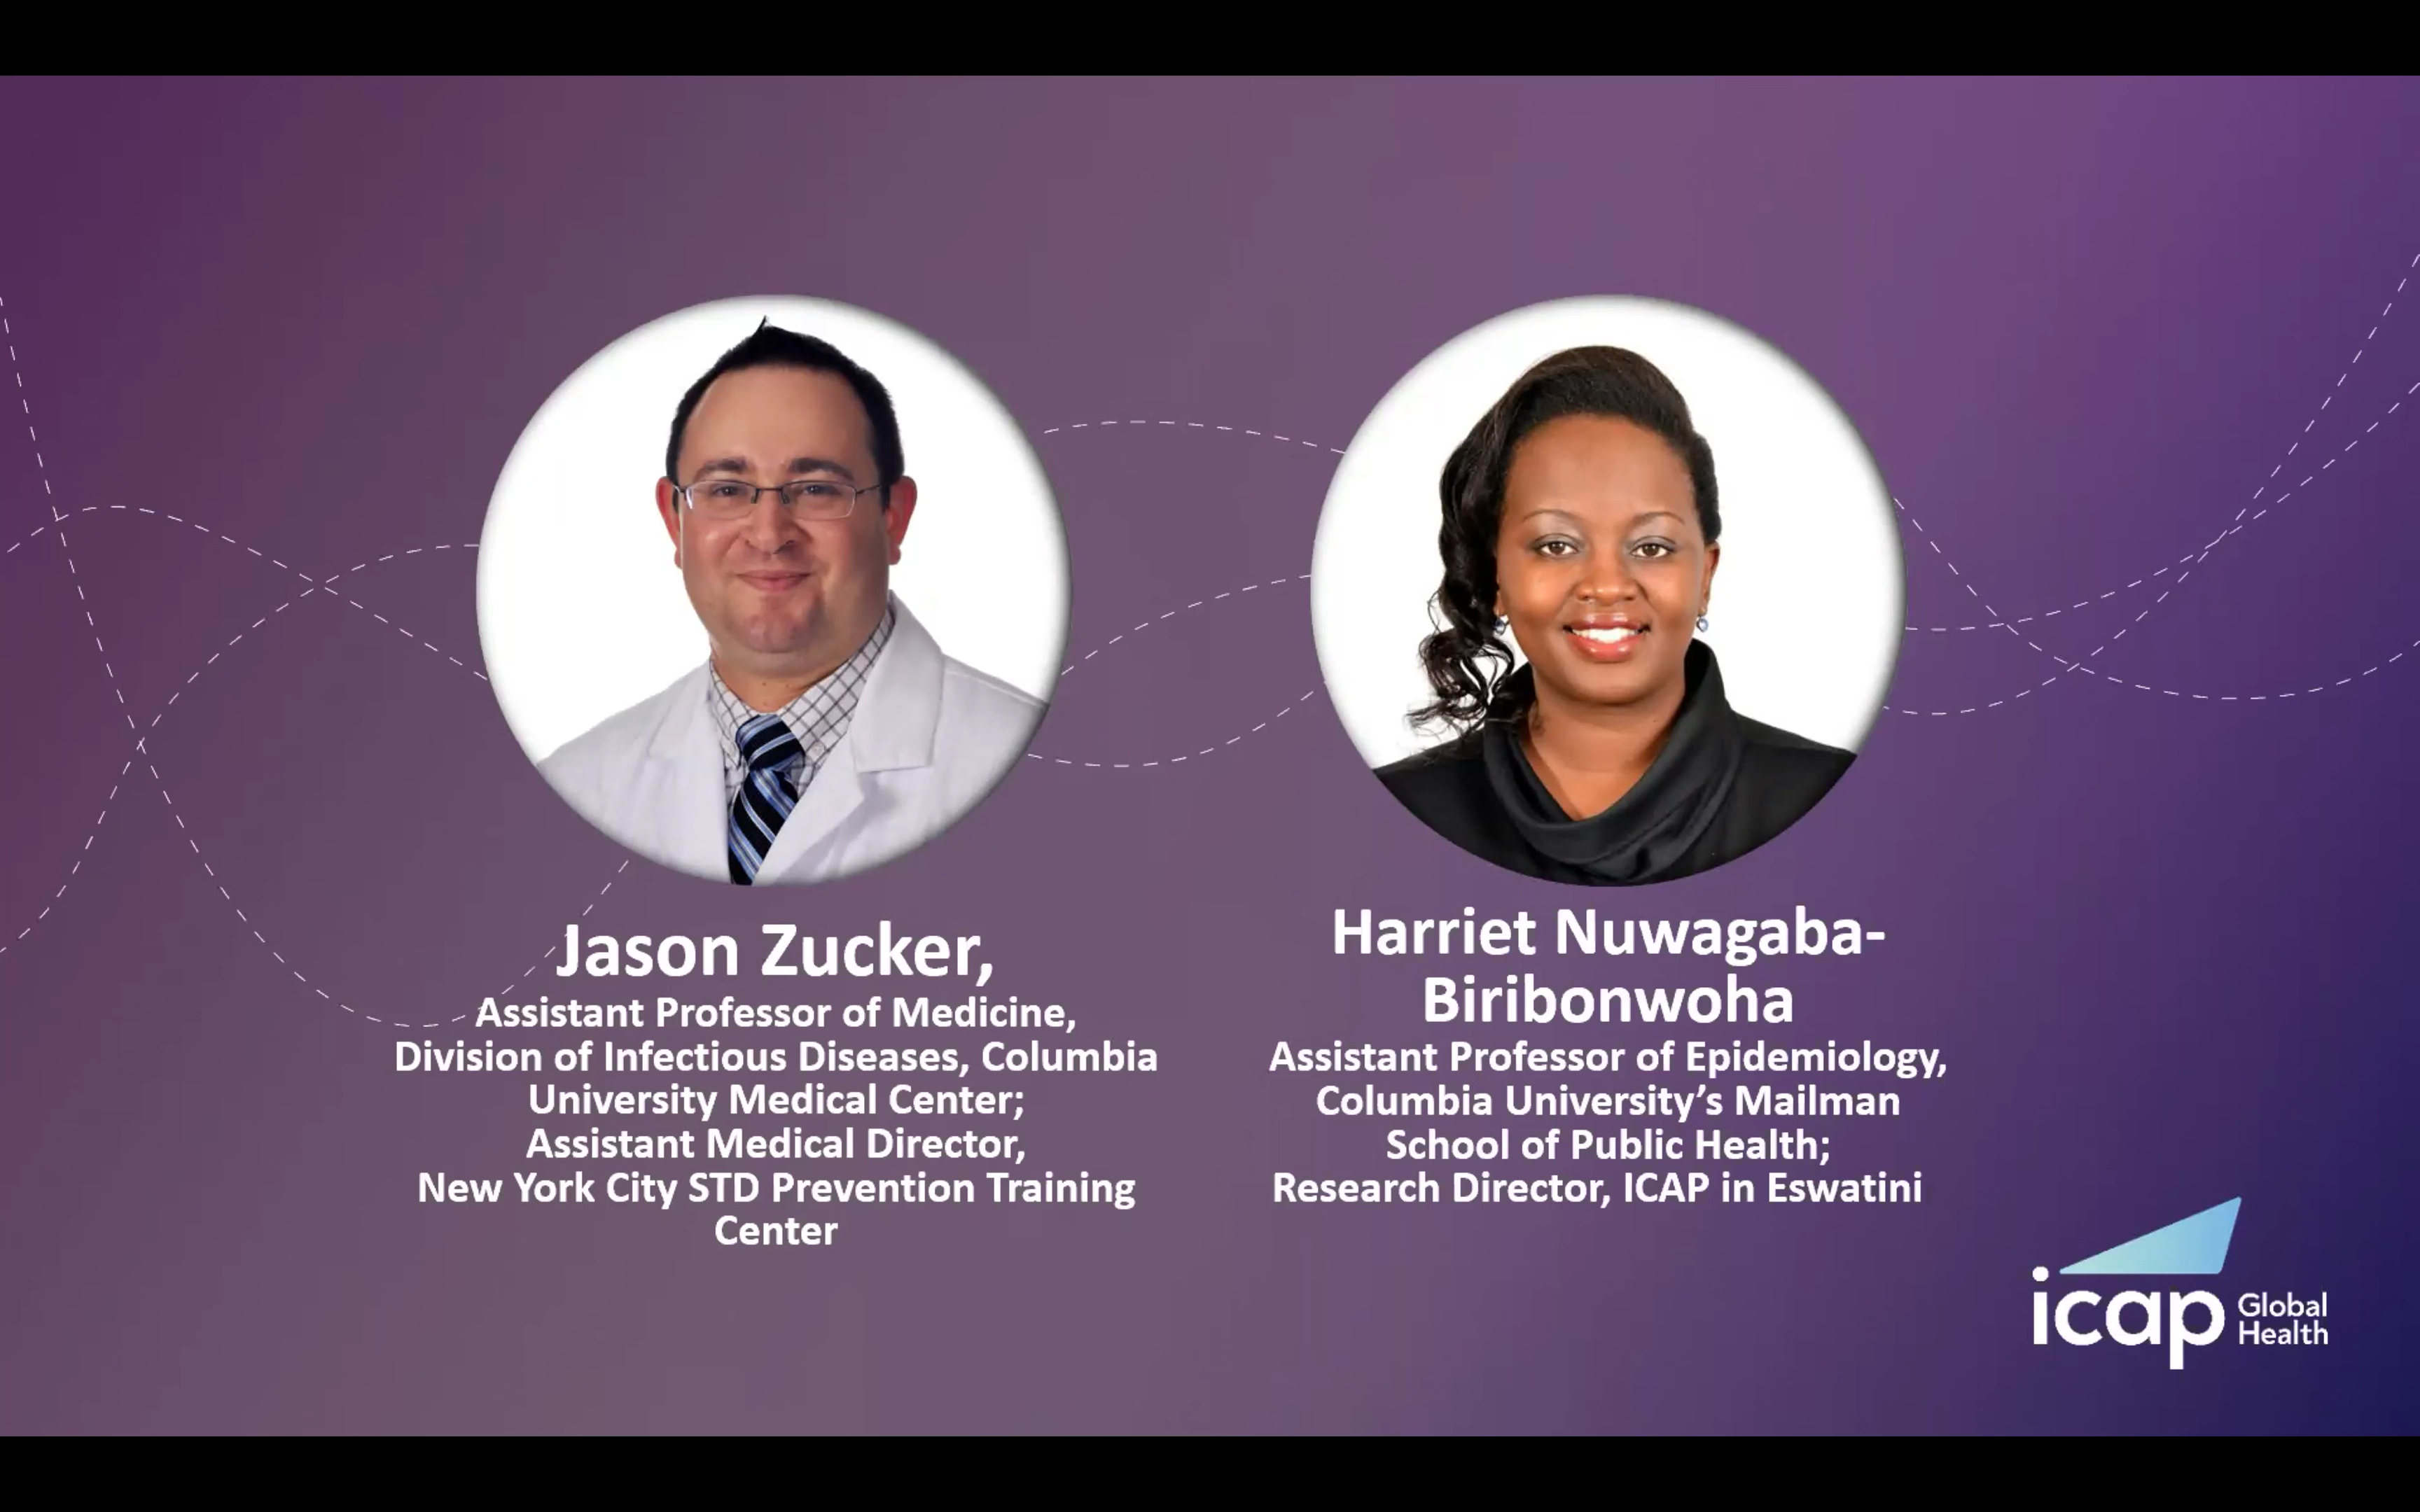 Jason Zucker,
Assistant Professor of Medicine,
Division of Infectious Diseases, Columbia
University Medical Center;
Assistant Medical Director,
New York City STD Prevention Training
Center
Harriet Nuwagaba-
Biribonwoha
Assistant Professor of Epidemiology,
Columbia University’s Mailman
School of Public Health;
Research Director, ICAP in Eswatini
icap
Global
Health